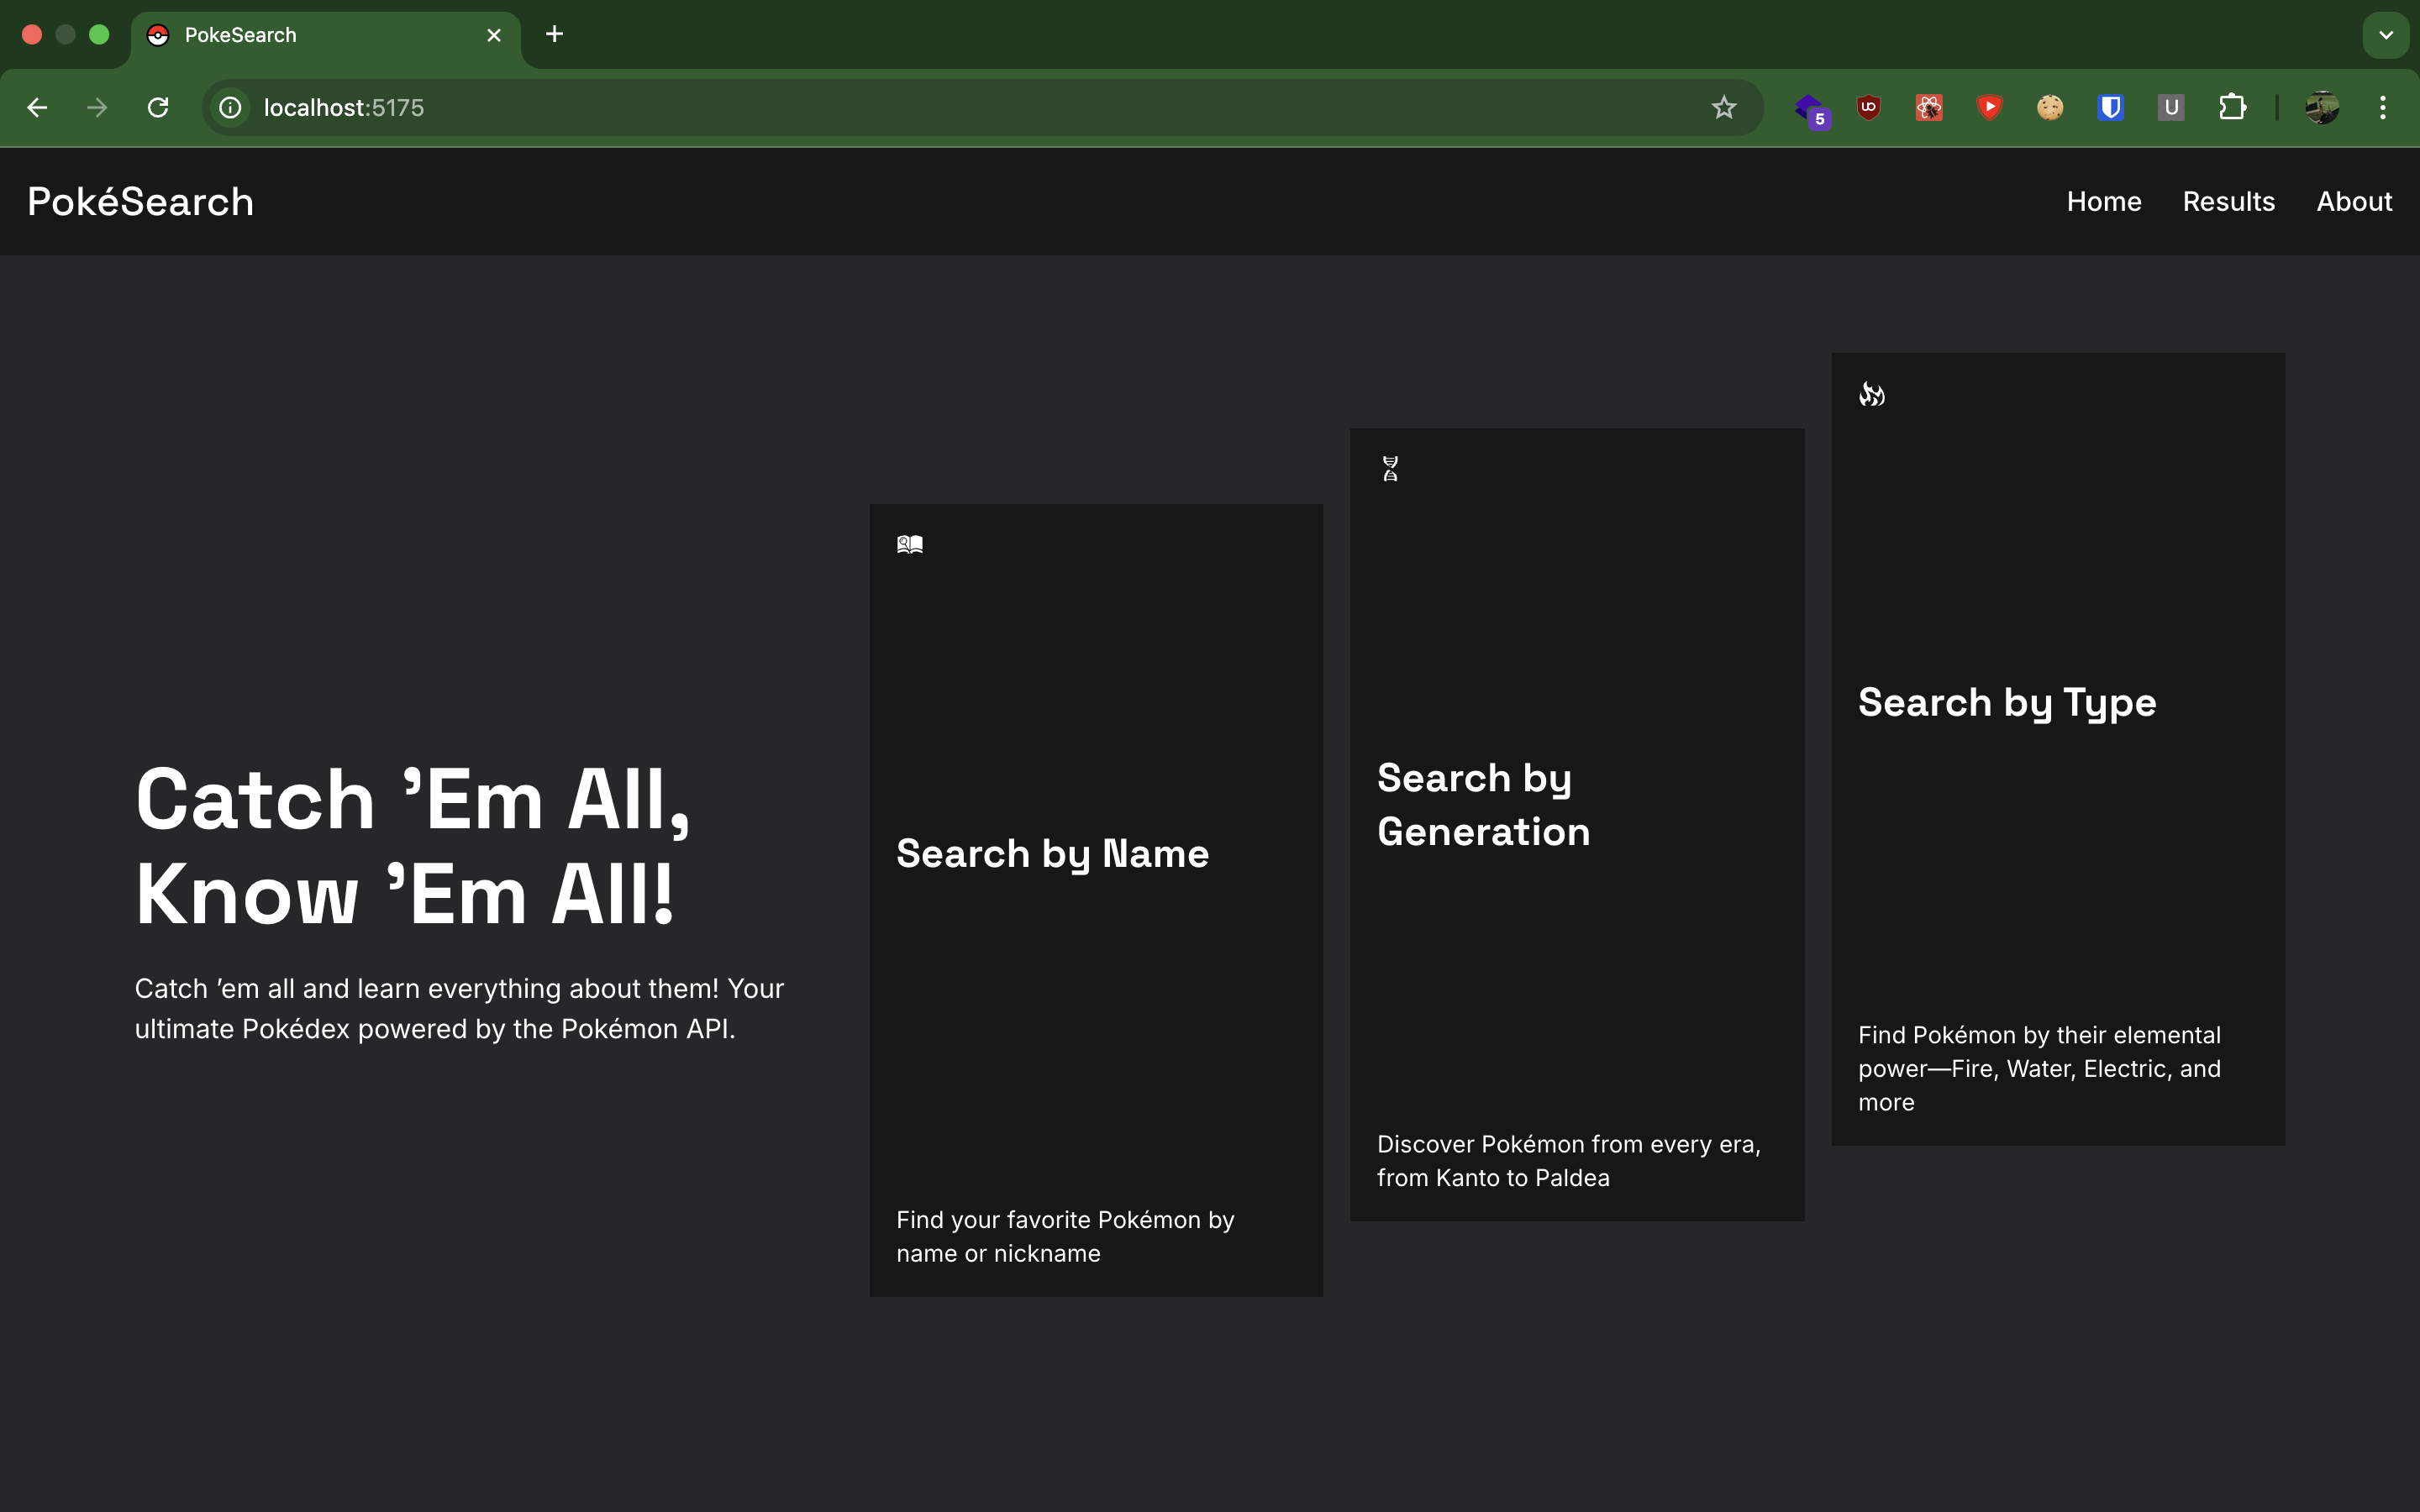 PokeSearch
localhost:5175
5
UO
U
PokéSearch
Home
Results
About
Catch ’Em All,
Know ’Em All!
Catch ’em all and learn everything about them! Your
ultimate Pokédex powered by the Pokémon API.
Search by Name
Find your favorite Pokémon by
name or nickname
Search by
Generation
Discover Pokémon from every era,
from Kanto to Paldea
Search by Type
Find Pokémon by their elemental
power—Fire, Water, Electric, and
more